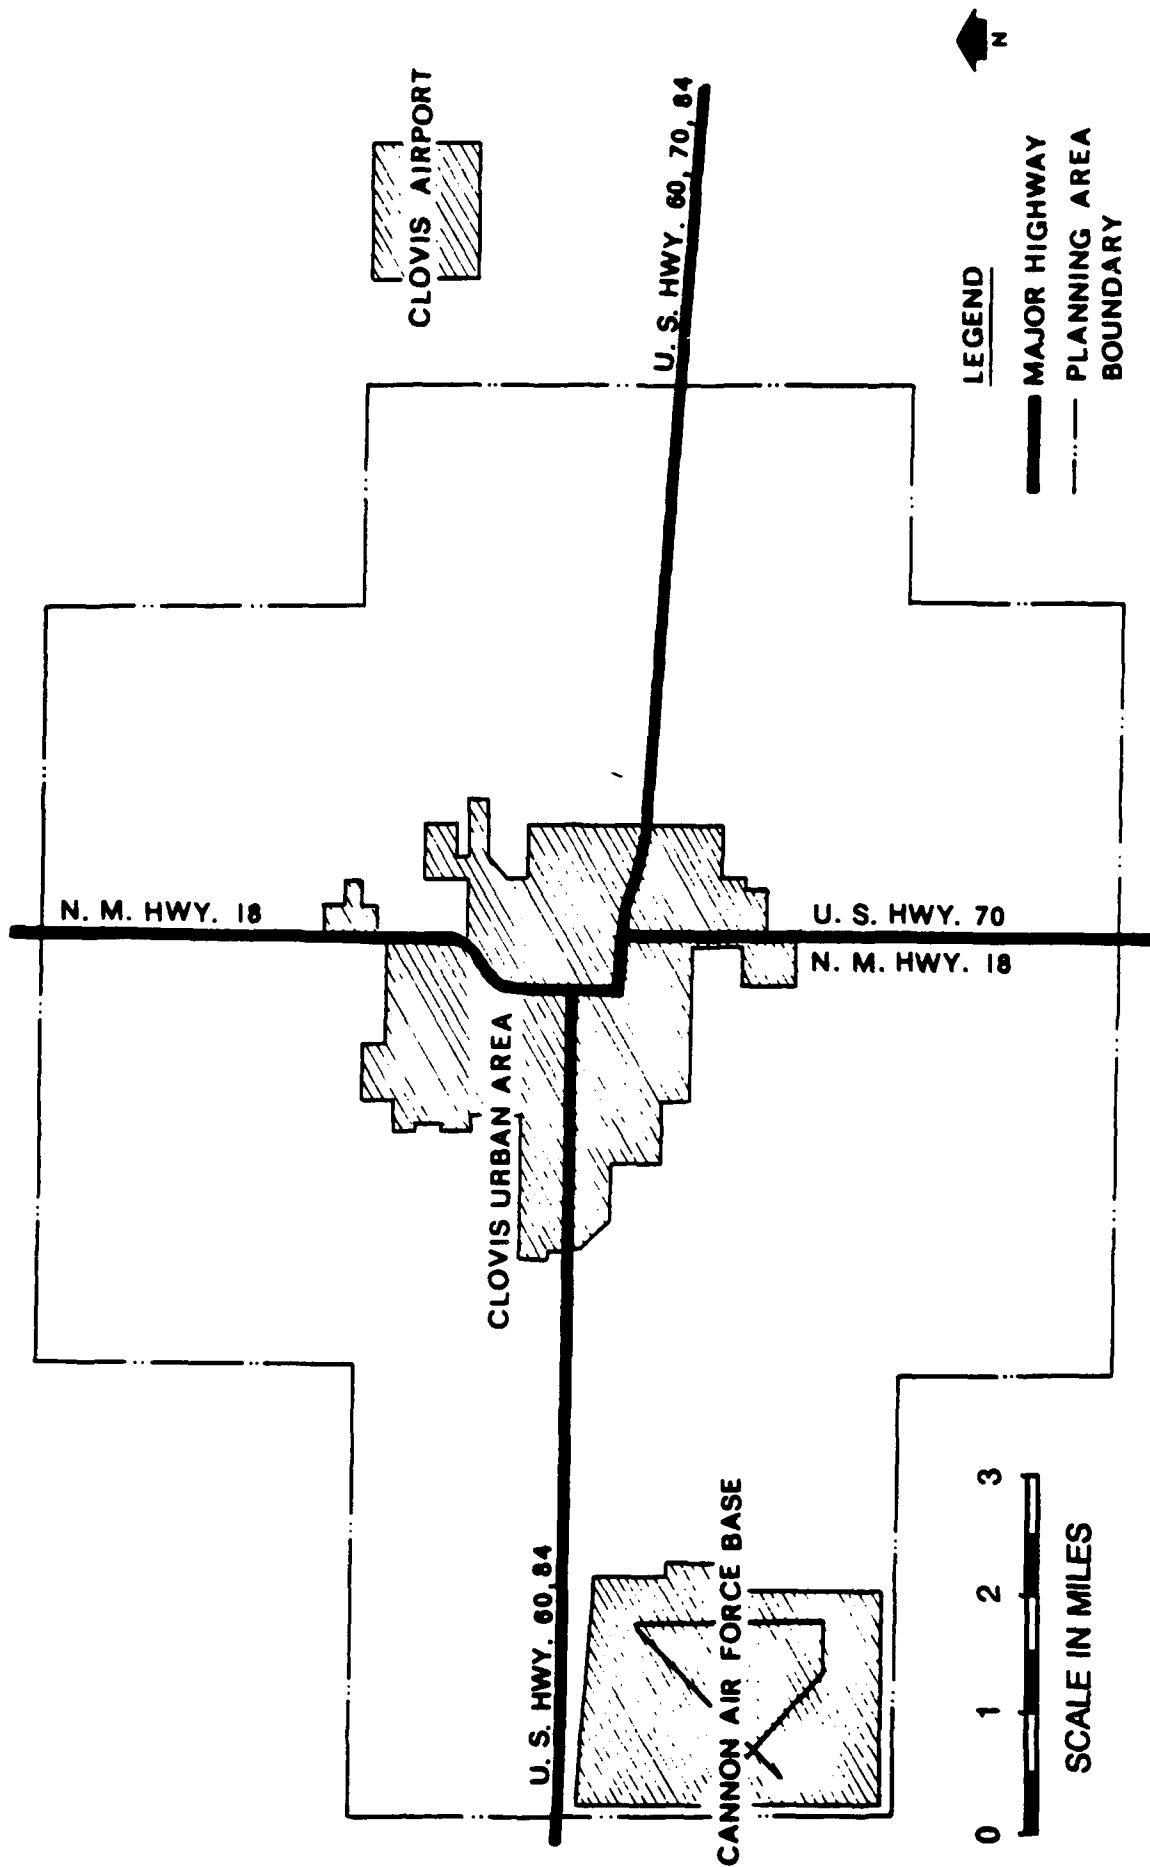 CLOVIS AIRPORT
N. M. HWY. 18
CLOVIS URBAN AREA
U. S. HWY. 60, 70, 84
U. S. HWY. 60, 84
U. S. HWY. 70
N. M. HWY. 18
CANNON AIR FORCE BASE
N
LEGEND
MAJOR HIGHWAY
PLANNING AREA
BOUNDARY
0 1 2 3
SCALE IN MILES